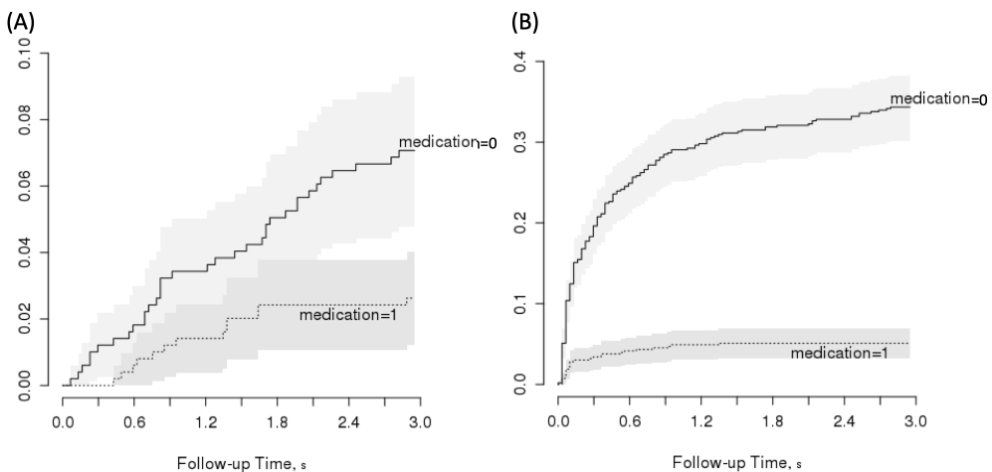 (A)
0.10
0.08
0.06
0.04
0.02
0.00
medication=0
medication=1
0.0 0.6 1.2 1.8 2.4 3.0
Follow-up Time, s
(B)
0.4
0.3
0.2
0.1
0.0
medication=0
medication=1
0.0 0.6 1.2 1.8 2.4 3.0
Follow-up Time, s